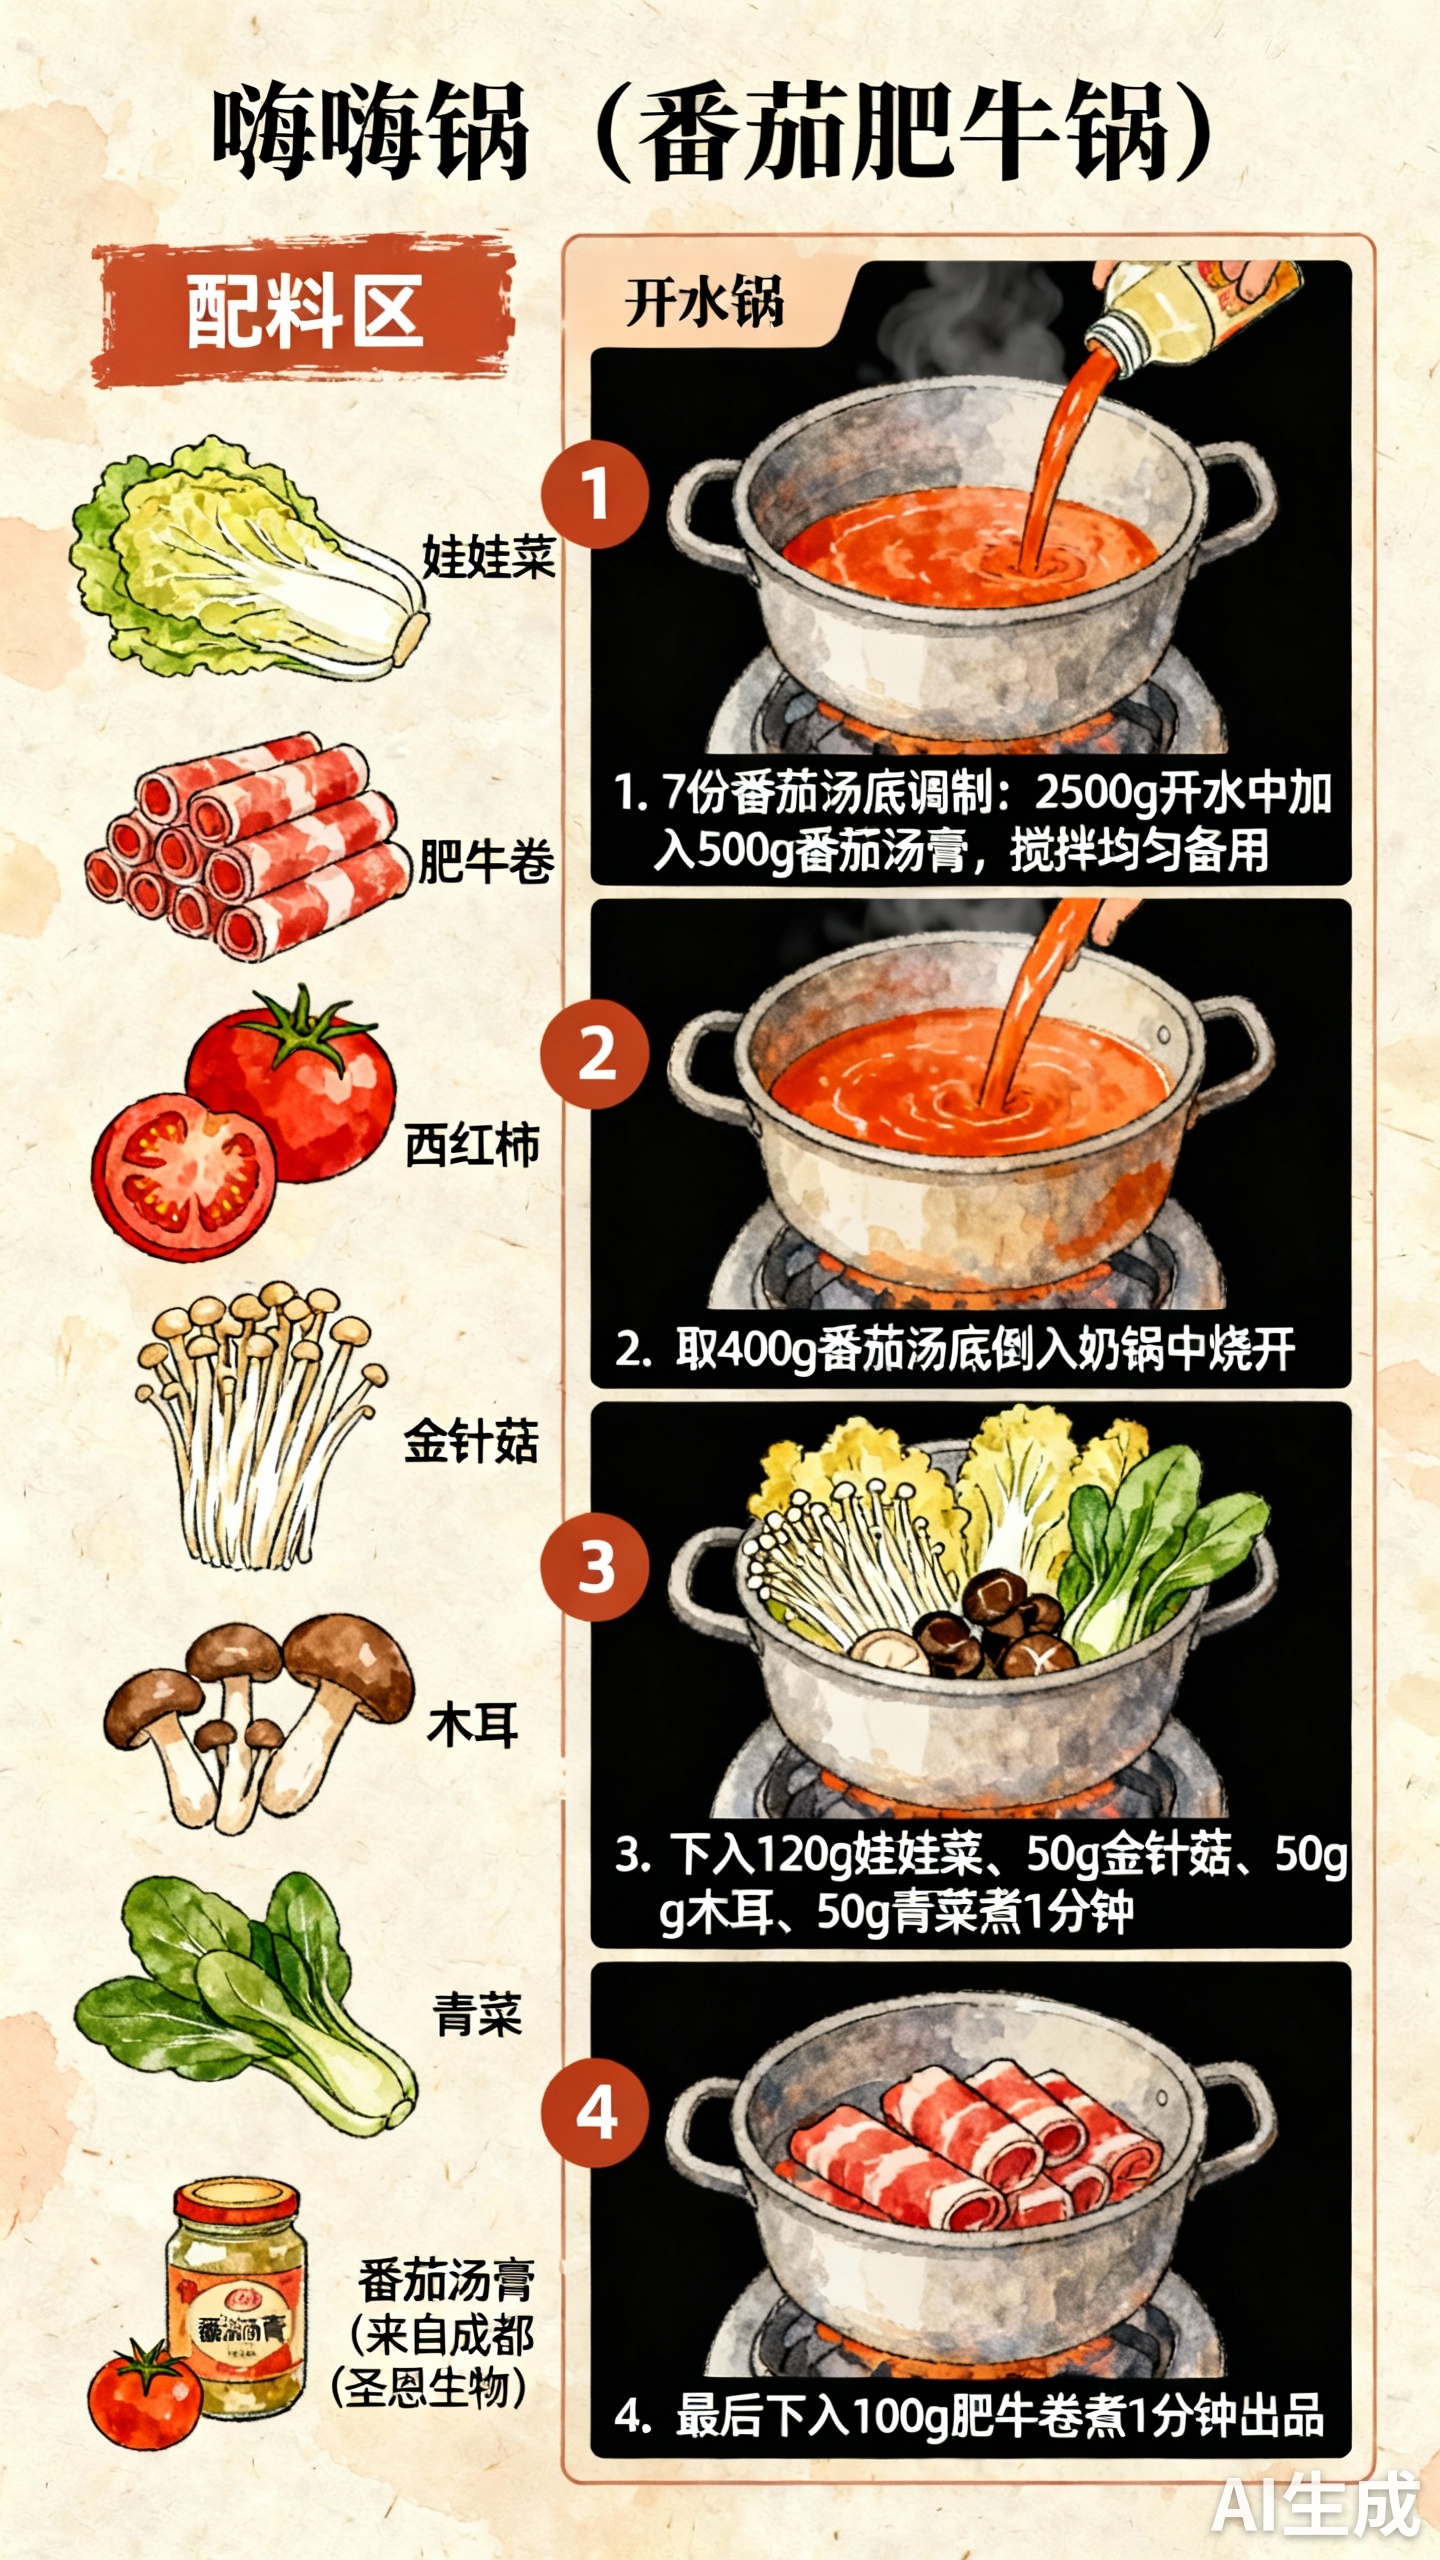 嗨嗨锅（番茄肥牛锅）
配料区
娃娃菜
肥牛卷
西红柿
金针菇
木耳
青菜
番茄汤膏
（来自成都
（圣恩生物）
开水锅
1
1. 7份番茄汤底调制：2500g开水中加
入500g番茄汤膏，搅拌均匀备用
2
2. 取400g番茄汤底倒入奶锅中烧开
3
3. 下入120g娃娃菜、50g金针菇、50g
g木耳、50g青菜煮1分钟
4
4. 最后下入100g肥牛卷煮1分钟出品
AI生成